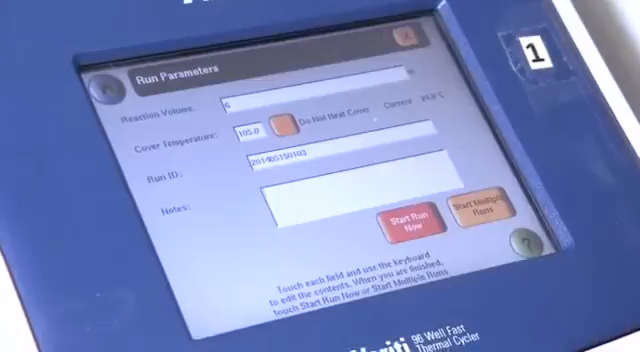 1
Run Parameters
Reaction Volume: 6
Cover Temperature: 105.0 Do Not Heat Cover Current
Run ID:
Notes:
Start Run Now
Start Multiple Runs
?
Touch each field and use the keyboard
to edit the contents. When you are finished,
touch Start Run Now or Start Multiple Runs
Veriti 96 Well Fast
Thermal Cycler